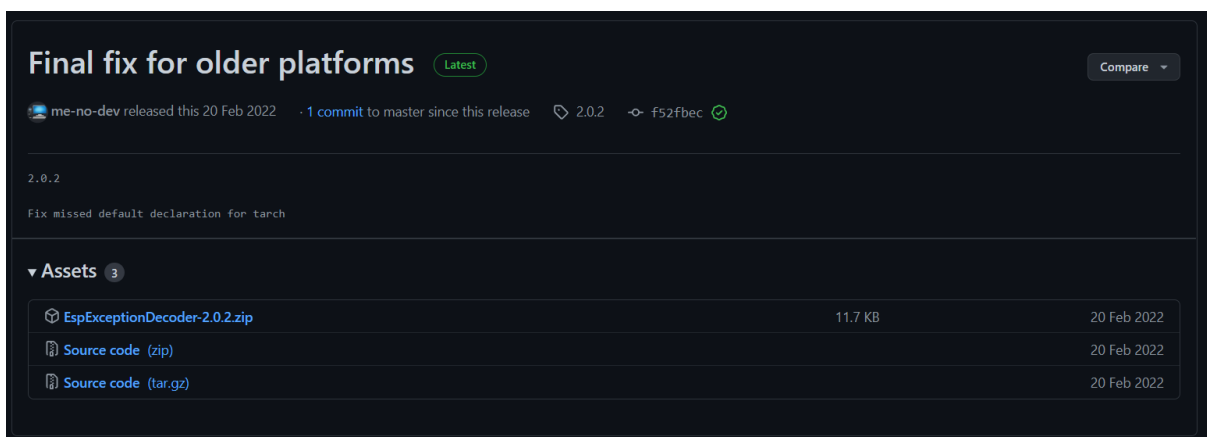 Final fix for older platforms Latest Compare
me-no-dev released this 20 Feb 2022 · 1 commit to master since this release 2.0.2 f52fbec
2.0.2
Fix missed default declaration for tarch
Assets 3
EspExceptionDecoder-2.0.2.zip 11.7 KB 20 Feb 2022
Source code (zip) 20 Feb 2022
Source code (tar.gz) 20 Feb 2022